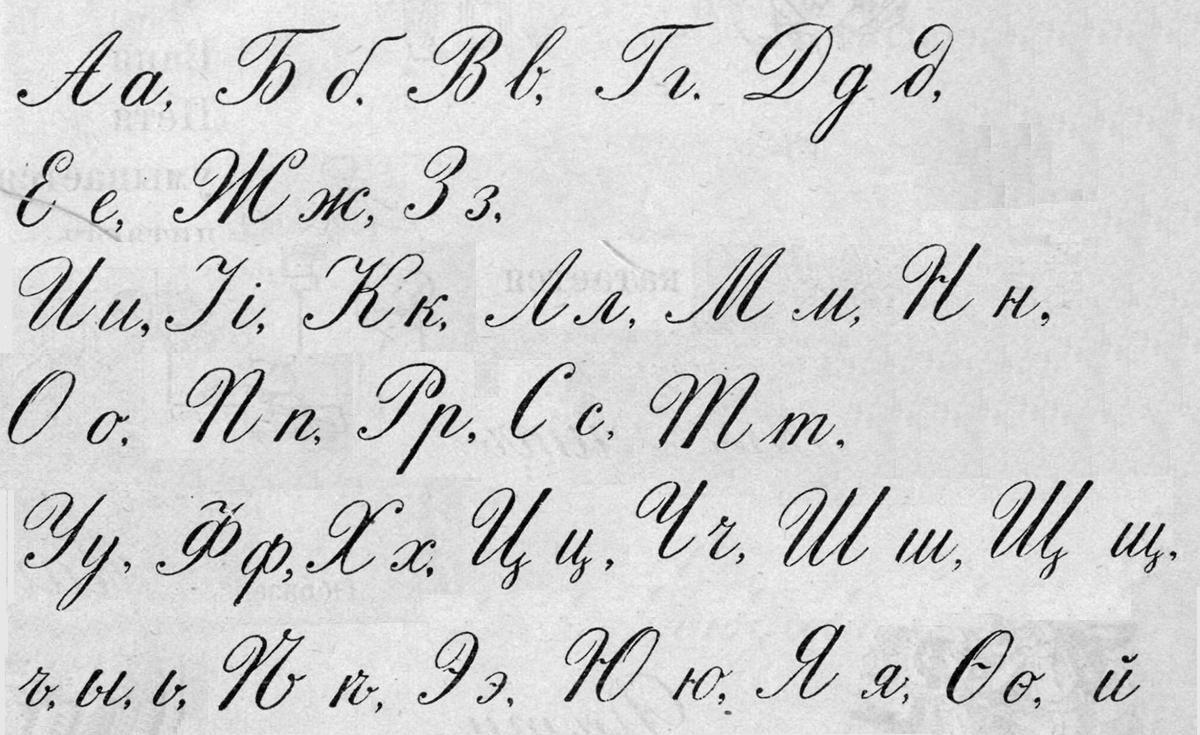 Аа, Бб. Вв, Гг. Дд д,
Ее, Жж, Зз.
Ии, Іі, Кк, Лл, Мм, Нн,
Оо. Пп, Рр, Сс, Тт.
Уу, Фф, Хх, Цц, Чч, Шш, Щщ,
ъ, ы, ь, Ѣѣ, Ээ, Юю, Яя, Ѳѳ, й